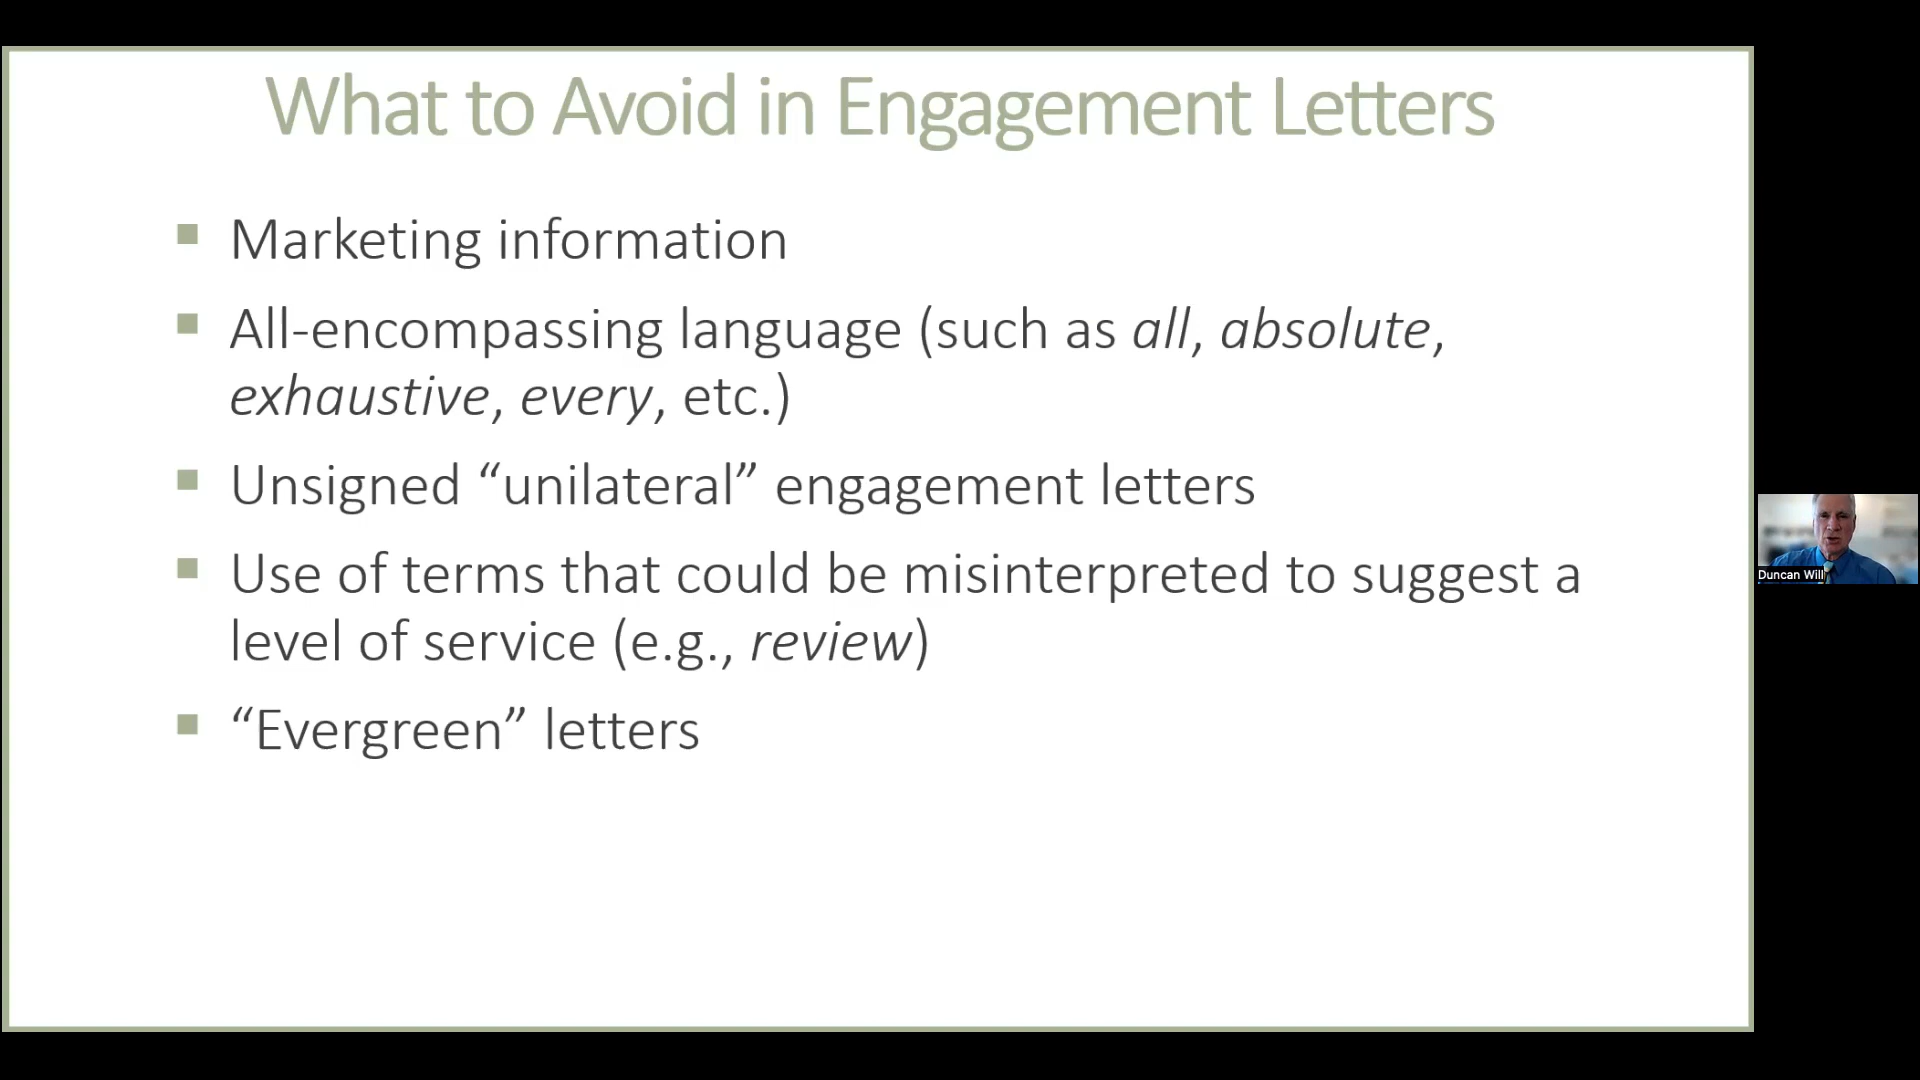 What to Avoid in Engagement Letters
Marketing information
All-encompassing language (such as all, absolute,
exhaustive, every, etc.)
Unsigned “unilateral” engagement letters
Use of terms that could be misinterpreted to suggest a
level of service (e.g., review)
“Evergreen” letters
Duncan Will